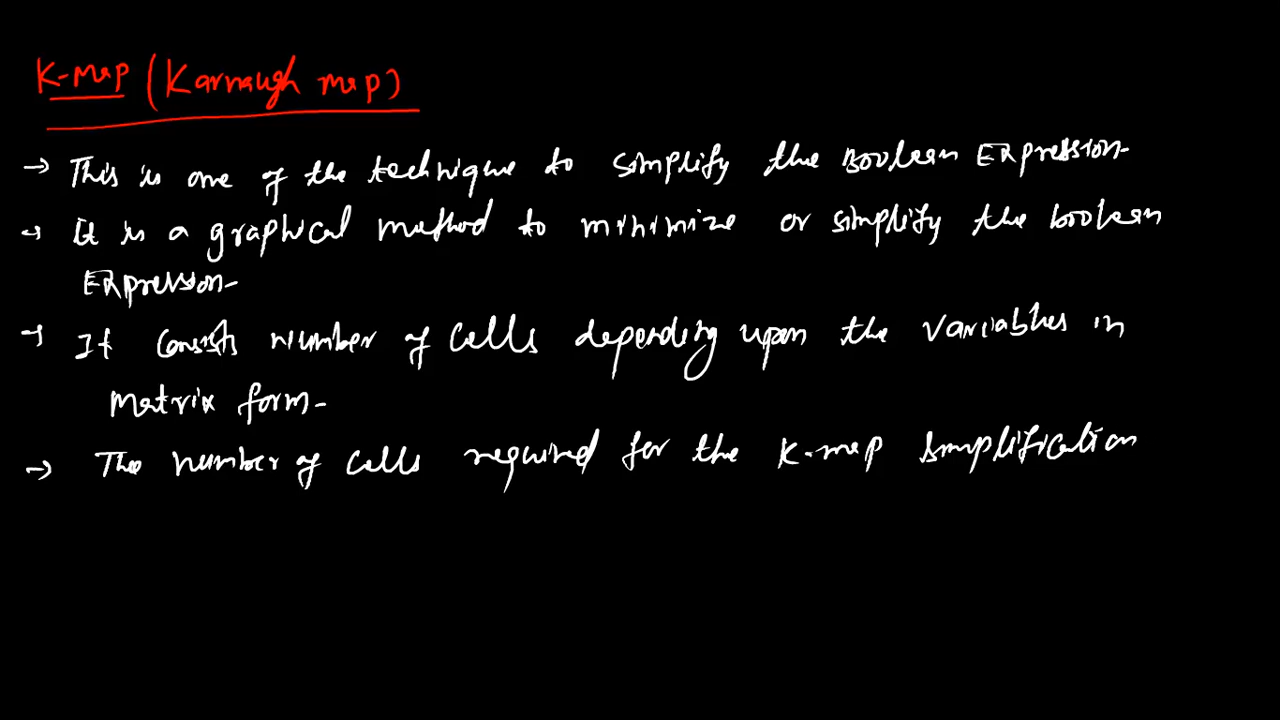 K-map (Karnaugh map)
→ This is one of the technique to simplify the Boolean Expression-
→ It is a graphical method to minimize or simplify the boolean
Expression-
→ It consists number of cells depending upon the variables in
matrix form-
→ The number of cells required for the K-map simplification